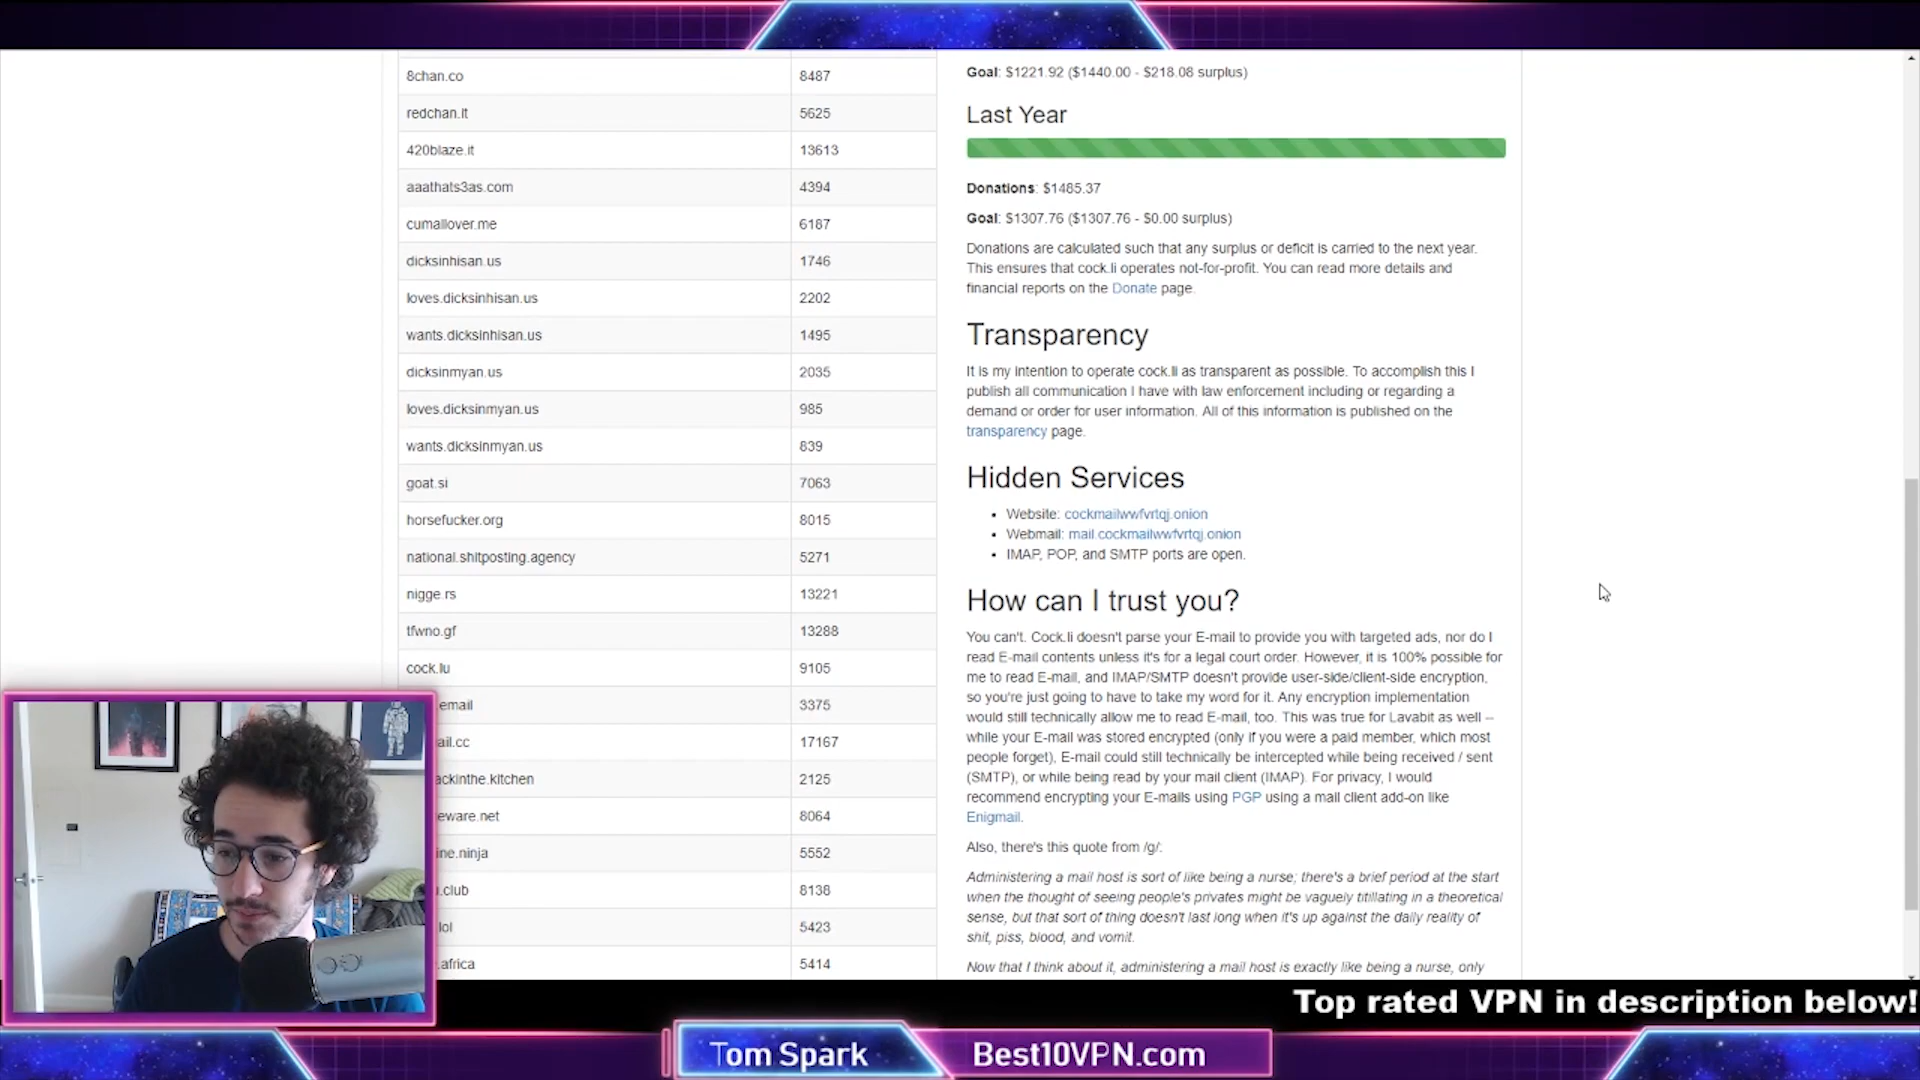 8chan.co 8487
redchan.it 5625
420blaze.it 13613
aaathats3as.com 4394
cumallover.me 6187
dicksinhisan.us 1746
loves.dicksinhisan.us 2202
wants.dicksinhisan.us 1495
dicksinmyan.us 2035
loves.dicksinmyan.us 985
wants.dicksinmyan.us 839
goat.si 7063
horsefucker.org 8015
national.shitposting.agency 5271
nigge.rs 13221
tfwno.gf 13288
cock.lu 9105
email 3375
ail.cc 17167
ackinthe.kitchen 2125
eware.net 8064
ine.ninja 5552
.club 8138
lol 5423
.africa 5414
Goal: $1221.92 ($1440.00 - $218.08 surplus)
Last Year
Donations: $1485.37
Goal: $1307.76 ($1307.76 - $0.00 surplus)
Donations are calculated such that any surplus or deficit is carried to the next year.
This ensures that cock.li operates not-for-profit. You can read more details and
financial reports on the Donate page.
Transparency
It is my intention to operate cock.li as transparent as possible. To accomplish this I
publish all communication I have with law enforcement including or regarding a
demand or order for user information. All of this information is published on the
transparency page.
Hidden Services
• Website: cockmailwwfvrtqj.onion
• Webmail: mail.cockmailwwfvrtqj.onion
• IMAP, POP, and SMTP ports are open.
How can I trust you?
You can't. Cock.li doesn't parse your E-mail to provide you with targeted ads, nor do I
read E-mail contents unless it's for a legal court order. However, it is 100% possible for
me to read E-mail, and IMAP/SMTP doesn't provide user-side/client-side encryption,
so you're just going to have to take my word for it. Any encryption implementation
would still technically allow me to read E-mail, too. This was true for Lavabit as well --
while your E-mail was stored encrypted (only if you were a paid member, which most
people forget), E-mail could still technically be intercepted while being received / sent
(SMTP), or while being read by your mail client (IMAP). For privacy, I would
recommend encrypting your E-mails using PGP using a mail client add-on like
Enigmail.
Also, there's this quote from /g/:
Administering a mail host is sort of like being a nurse; there's a brief period at the start
when the thought of seeing people's privates might be vaguely titillating in a theoretical
sense, but that sort of thing doesn't last long when it's up against the daily reality of
shit, piss, blood, and vomit.
Now that I think about it, administering a mail host is exactly like being a nurse, only
Top rated VPN in description below!
Tom Spark
Best10VPN.com